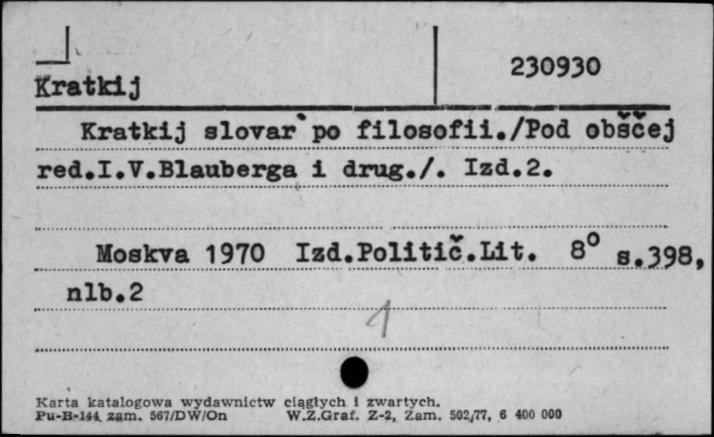 230930
Kratkij
Kratkij slovar`po filosofii./Pod obščej
red.I.V.Blauberga i drug./. Izd.2.
Moskva 1970 Izd.Politič.Lit. 8° s.398,
nlb.2
1
Karta katalogowa wydawnictw ciągłych i zwartych.
Pu-B-144 zam. 567/DW/On W.Z.Graf. Z-2, Zam. 502/77, 6 400 000